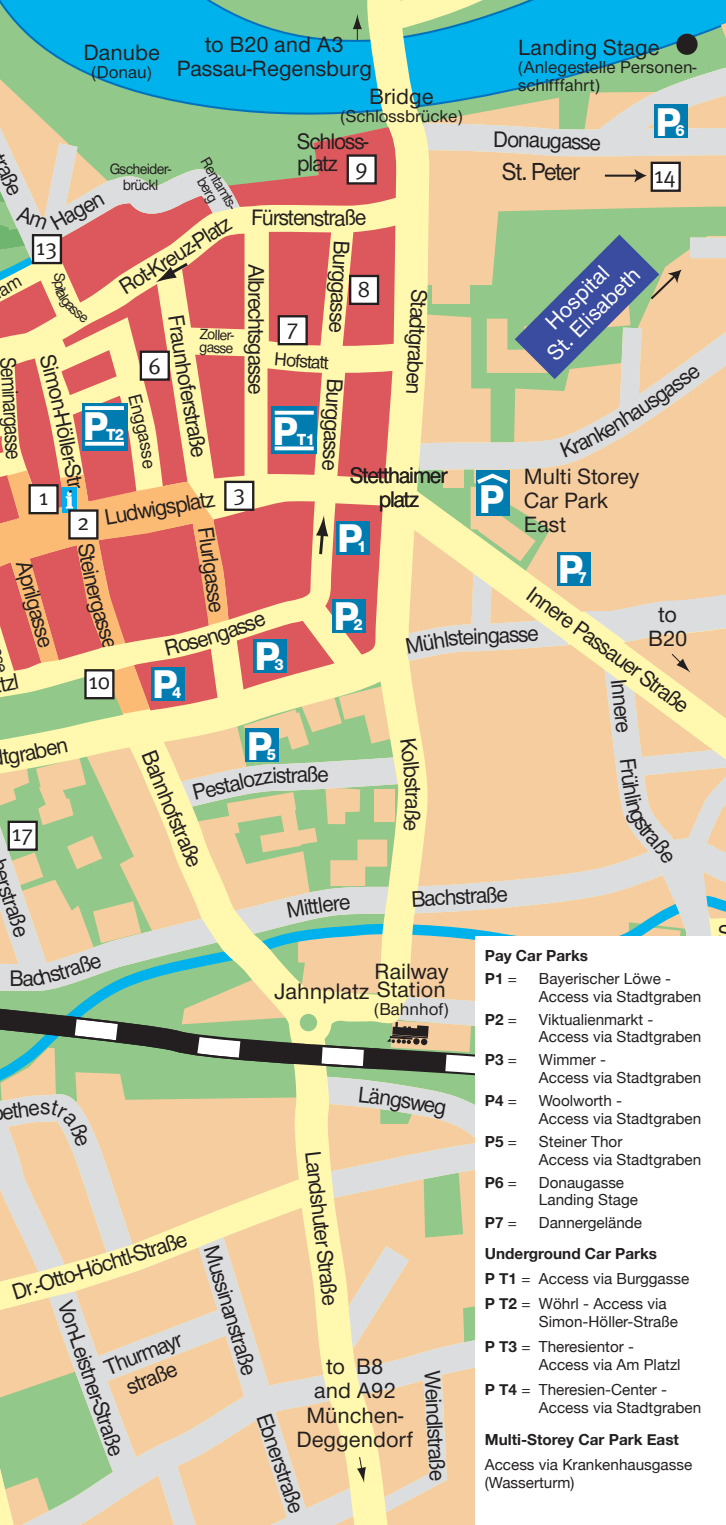 Danube
(Donau)
to B20 and A3
Passau-Regensburg
Landing Stage
(Anlegestelle Personen-
schifffahrt)
Bridge
(Schlossbrücke)
P6
Donaugasse
Schloss-
platz
9
St. Peter
14
Gscheider-
brückl
Rentamts-
berg
Am Hagen
13
Fürstenstraße
Rot-Kreuz-Platz
Spitalgasse
Hospital
St. Elisabeth
Albrechtsgasse
Burggasse
8
Stadtgraben
7
Zoller-
gasse
Hofstatt
6
Fraunhoferstraße
Seminargasse
Simon-Höller-Str.
Enggasse
PT2
PT1
Burggasse
Krankenhausgasse
Stetthaimer
platz
P
Multi Storey
Car Park
East
1
i
2
Ludwigsplatz
3
P1
P7
Aprilgasse
Steinergasse
Flurlgasse
P2
Innere Passauer Straße
Rosengasse
P3
Mühlsteingasse
to
B20
10
P4
P5
Innere
Frühlingstraße
Bahnhofstraße
Pestalozzistraße
Kolbstraße
17
Mittlere
Bachstraße
Bachstraße
Jahnplatz
Railway
Station
(Bahnhof)
Längsweg
Landshuter Straße
Dr.-Otto-Höchtl-Straße
Mussinanstraße
Von-Leistner-Straße
Thurmayr
straße
to B8
and A92
München-
Deggendorf
Weindlstraße
Ebnerstraße
Pay Car Parks
P1 = Bayerischer Löwe -
Access via Stadtgraben
P2 = Viktualienmarkt -
Access via Stadtgraben
P3 = Wimmer -
Access via Stadtgraben
P4 = Woolworth -
Access via Stadtgraben
P5 = Steiner Thor
Access via Stadtgraben
P6 = Donaugasse
Landing Stage
P7 = Dannergelände
Underground Car Parks
P T1 = Access via Burggasse
P T2 = Wöhrl - Access via
Simon-Höller-Straße
P T3 = Theresientor -
Access via Am Platzl
P T4 = Theresien-Center -
Access via Stadtgraben
Multi-Storey Car Park East
Access via Krankenhausgasse
(Wasserturm)